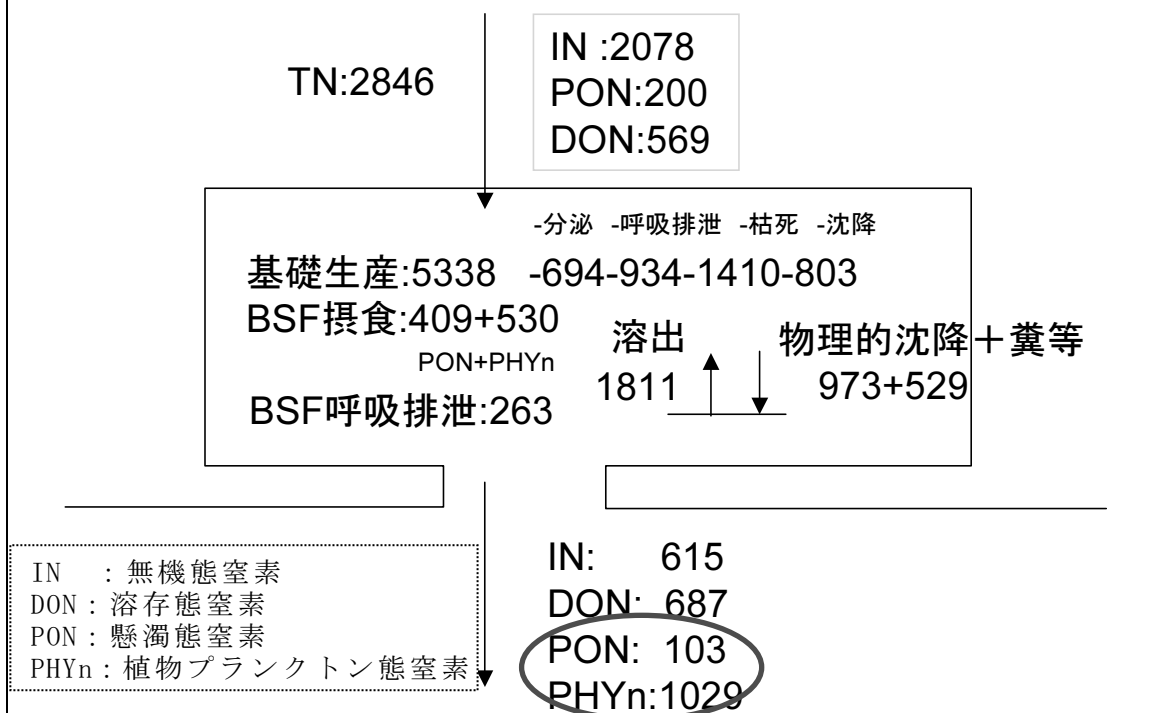 TN:2846
IN :2078
PON:200
DON:569
-分泌 -呼吸排泄 -枯死 -沈降
基礎生産:5338 -694-934-1410-803
BSF摂食:409+530
PON+PHYn
BSF呼吸排泄:263
溶出
1811
物理的沈降＋糞等
973+529
IN ：無機態窒素
DON：溶存態窒素
PON：懸濁態窒素
PHYn：植物プランクトン態窒素
IN: 615
DON: 687
PON: 103
PHYn:1029